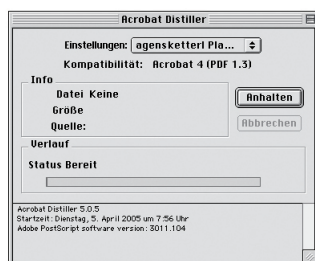 Acrobat Distiller
Einstellungen: agensketterl Pla...
Kompatibilität: Acrobat 4 (PDF 1.3)
Info
Datei Keine
Größe
Quelle:
Anhalten
Abbrechen
Verlauf
Status Bereit
Acrobat Distiller 5.0.5
Startzeit: Dienstag, 5. April 2005 um 7:56 Uhr
Adobe PostScript software version: 3011.104